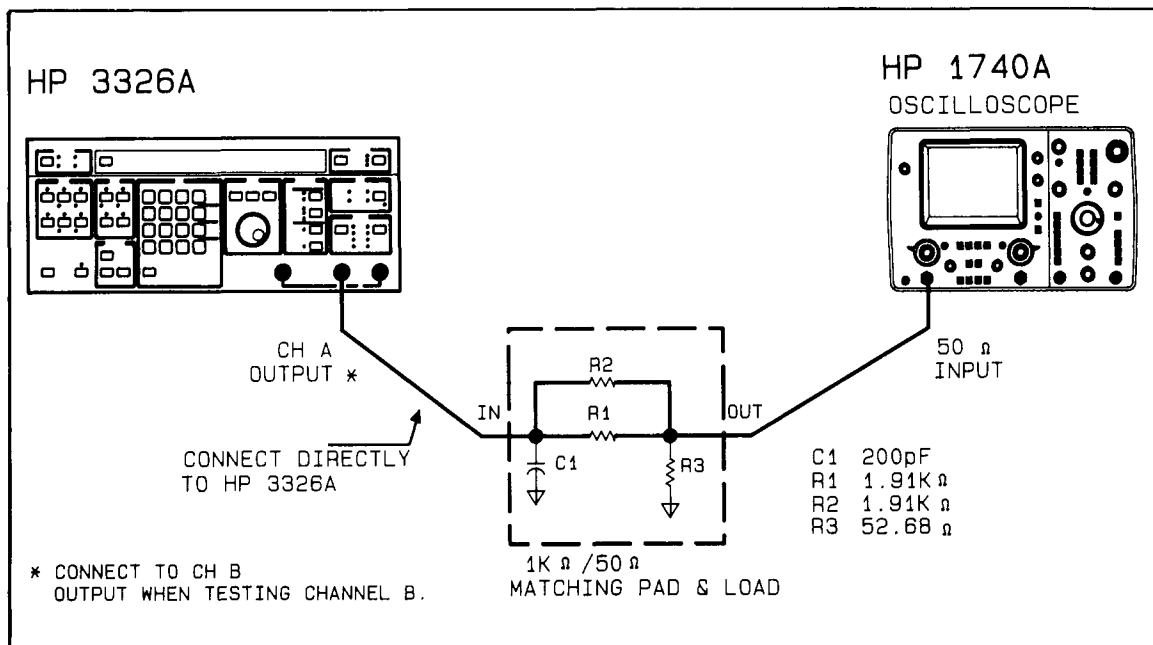 HP 3326A
HP 1740A
OSCILLOSCOPE
CH A
OUTPUT *
50 Ω
INPUT
R2
IN
R1
OUT
C1
R3
CONNECT DIRECTLY
TO HP 3326A
C1 200pF
R1 1.91K Ω
R2 1.91K Ω
R3 52.68 Ω
1K Ω /50 Ω
MATCHING PAD & LOAD
* CONNECT TO CH B
OUTPUT WHEN TESTING CHANNEL B.